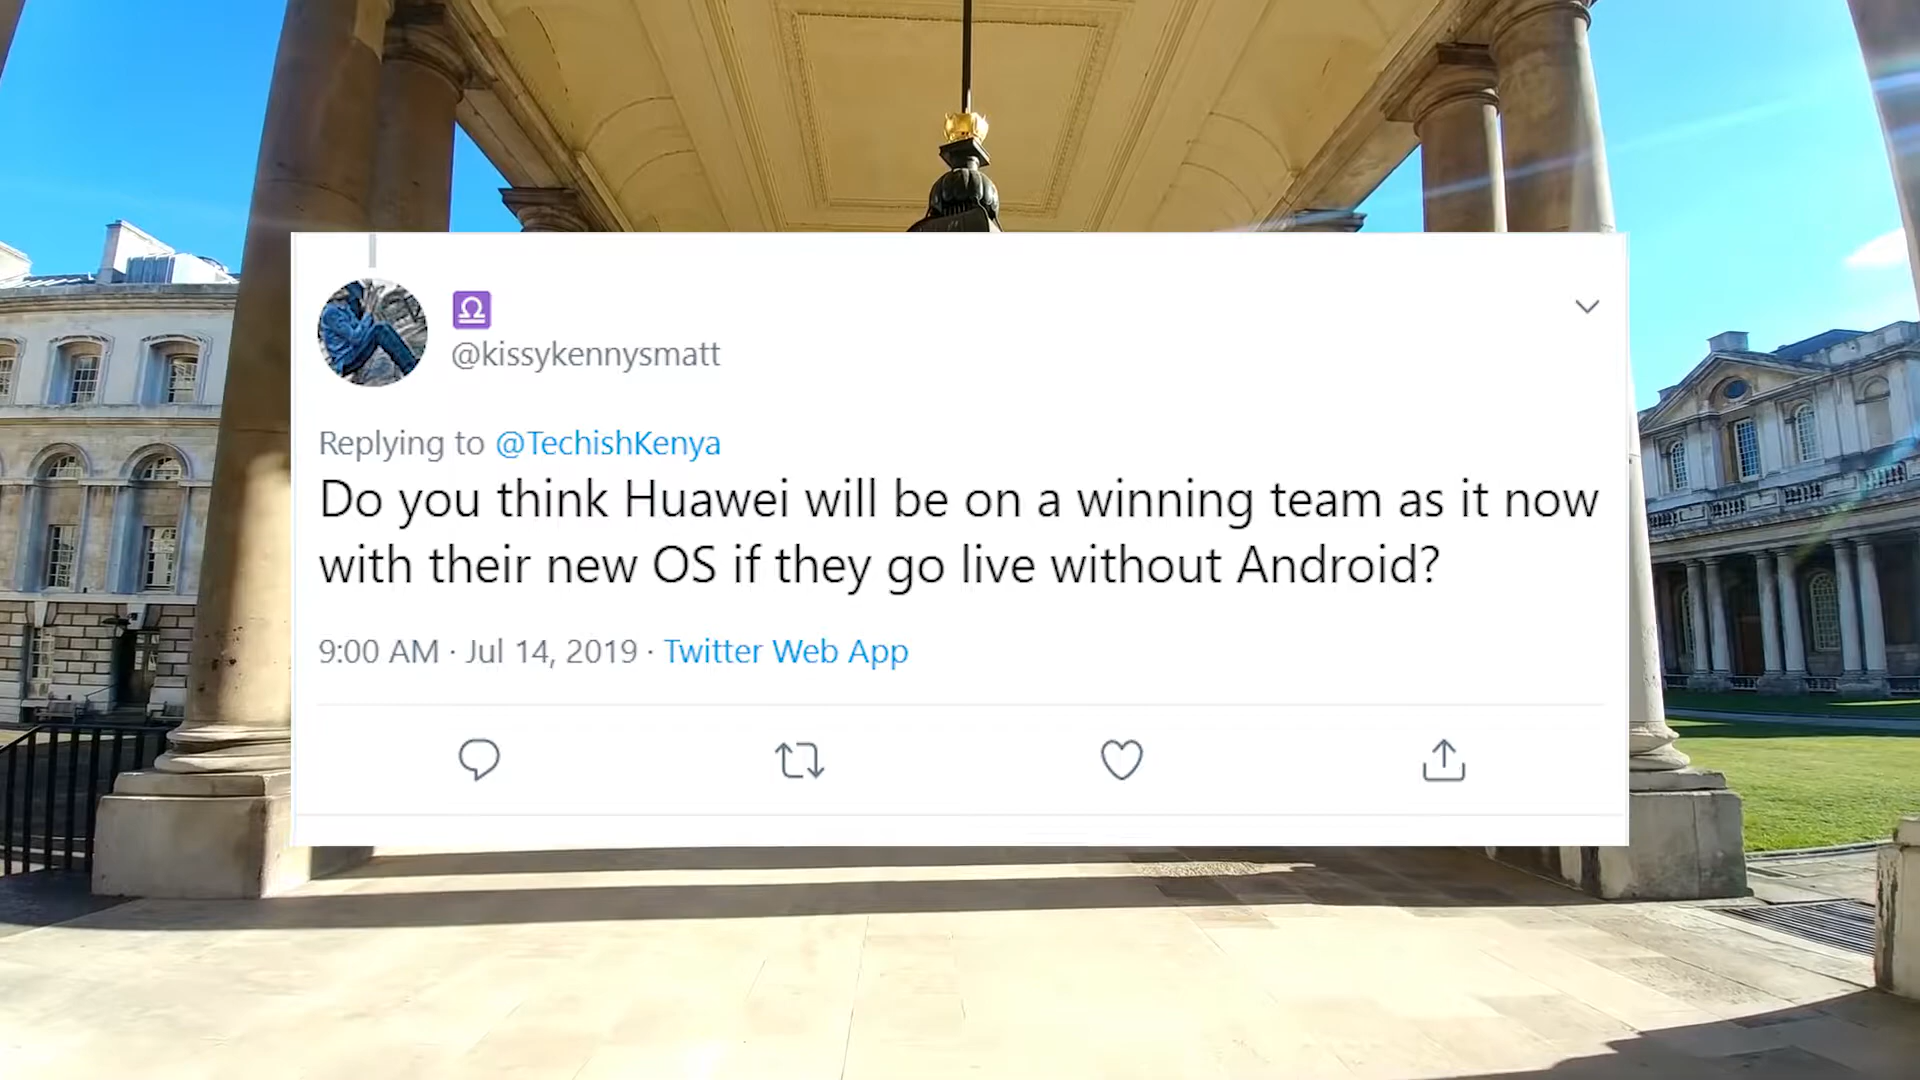 ♎
@kissykennysmatt
Replying to @TechishKenya
Do you think Huawei will be on a winning team as it now
with their new OS if they go live without Android?
9:00 AM · Jul 14, 2019 · Twitter Web App